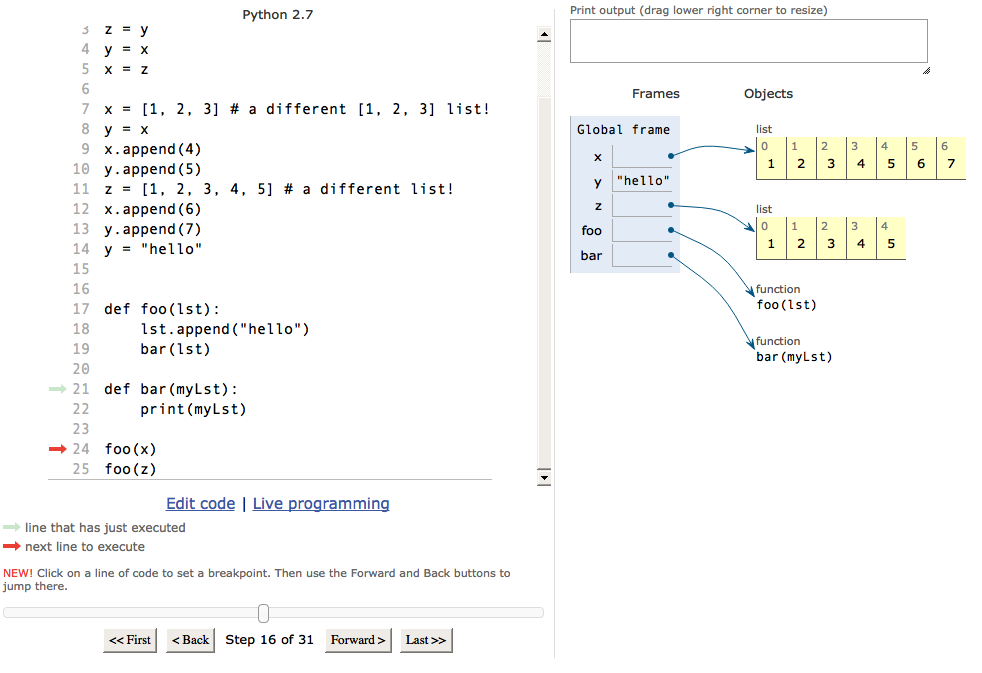 Python 2.7
3 z = y
4 y = x
5 x = z
6
7 x = [1, 2, 3] # a different [1, 2, 3] list!
8 y = x
9 x.append(4)
10 y.append(5)
11 z = [1, 2, 3, 4, 5] # a different list!
12 x.append(6)
13 y.append(7)
14 y = "hello"
15
16
17 def foo(lst):
18     lst.append("hello")
19     bar(lst)
20
21 def bar(myLst):
22     print(myLst)
23
24 foo(x)
25 foo(z)
Edit code | Live programming
line that has just executed
next line to execute
NEW! Click on a line of code to set a breakpoint. Then use the Forward and Back buttons to
jump there.
<< First < Back Step 16 of 31 Forward > Last >>
Print output (drag lower right corner to resize)
Frames Objects
Global frame
x
y "hello"
z
foo
bar
list
0 1 2 3 4 5 6
1 2 3 4 5 6 7
list
0 1 2 3 4
1 2 3 4 5
function
foo(lst)
function
bar(myLst)